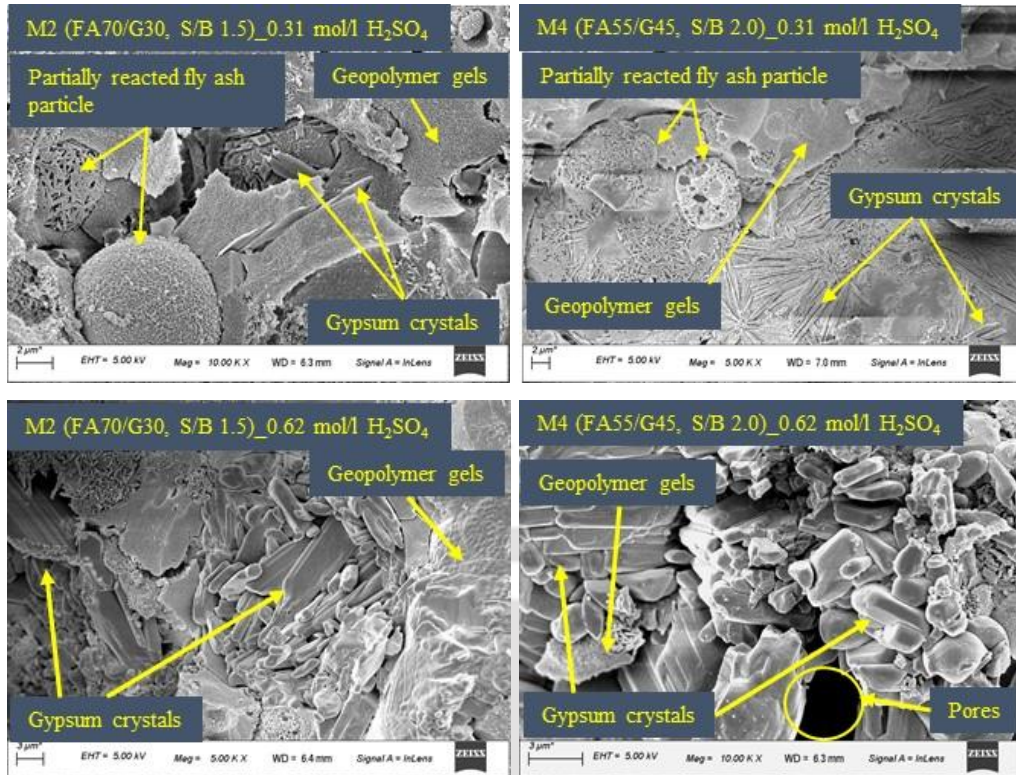 M2 (FA70/G30, S/B 1.5)_0.31 mol/l H₂SO₄
Partially reacted fly ash
particle
Geopolymer gels
Gypsum crystals
2 µm*
EHT = 5.00 kV Mag = 10.00 K X WD = 6.3 mm Signal A = InLens ZEISS
M4 (FA55/G45, S/B 2.0)_0.31 mol/l H₂SO₄
Partially reacted fly ash particle
Gypsum crystals
Geopolymer gels
2 µm*
EHT = 5.00 kV Mag = 5.00 K X WD = 7.0 mm Signal A = InLens ZEISS
M2 (FA70/G30, S/B 1.5)_0.62 mol/l H₂SO₄
Geopolymer gels
Gypsum crystals
3 µm*
EHT = 5.00 kV Mag = 5.00 K X WD = 6.4 mm Signal A = InLens ZEISS
M4 (FA55/G45, S/B 2.0)_0.62 mol/l H₂SO₄
Geopolymer gels
Gypsum crystals
Pores
3 µm*
EHT = 5.00 kV Mag = 10.00 K X WD = 6.3 mm Signal A = InLens ZEISS